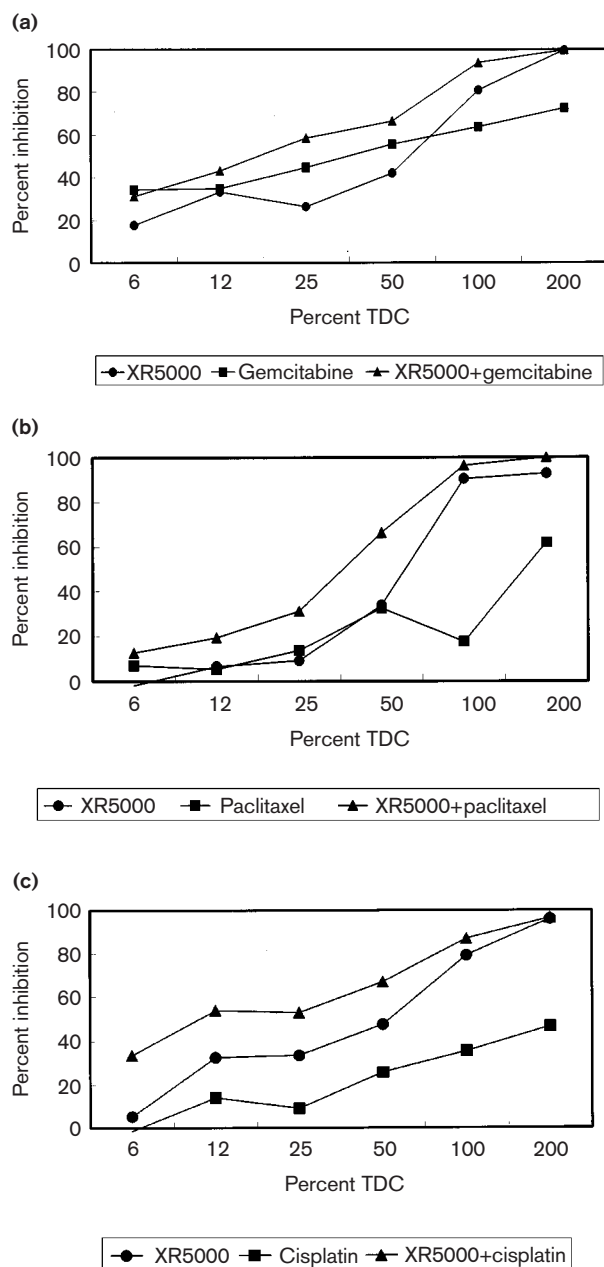 (a)
100
80
60
40
20
0
Percent inhibition
6 12 25 50 100 200
Percent TDC
XR5000 Gemcitabine XR5000+gemcitabine
(b)
100
80
60
40
20
0
Percent inhibition
6 12 25 50 100 200
Percent TDC
XR5000 Paclitaxel XR5000+paclitaxel
(c)
100
80
60
40
20
0
Percent inhibition
6 12 25 50 100 200
Percent TDC
XR5000 Cisplatin XR5000+cisplatin